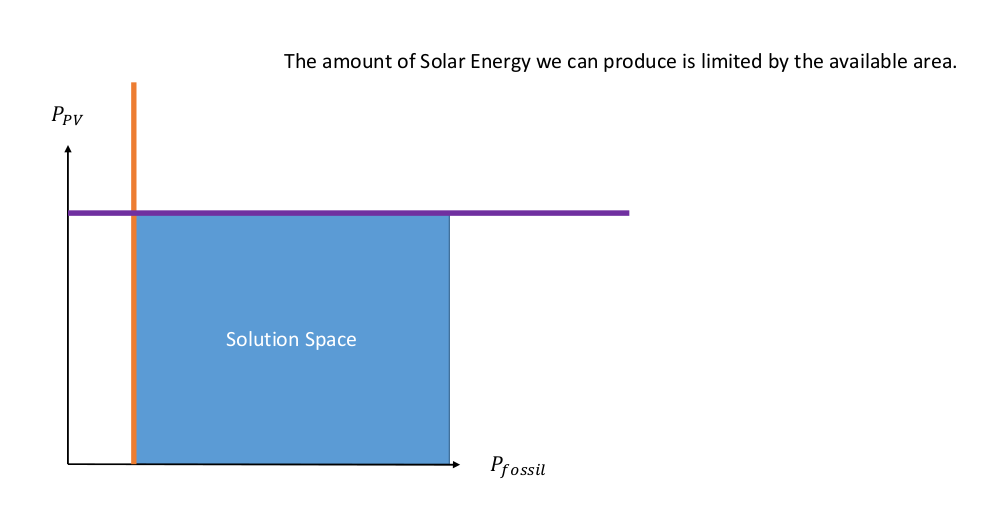 The amount of Solar Energy we can produce is limited by the available area.
P_PV
Solution Space
P_fossil